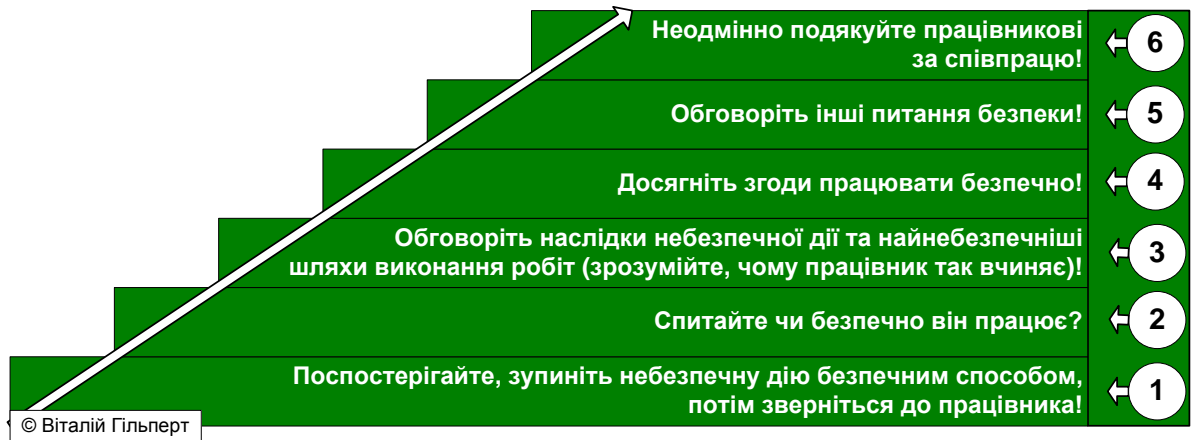 Неодмінно подякуйте працівникові
за співпрацю!
6
Обговоріть інші питання безпеки!
5
Досягніть згоди працювати безпечно!
4
Обговоріть наслідки небезпечної дії та найнебезпечніші
шляхи виконання робіт (зрозумійте, чому працівник так вчиняє)!
3
Спитайте чи безпечно він працює?
2
Поспостерігайте, зупиніть небезпечну дію безпечним способом,
потім зверніться до працівника!
1
© Віталій Гільперт